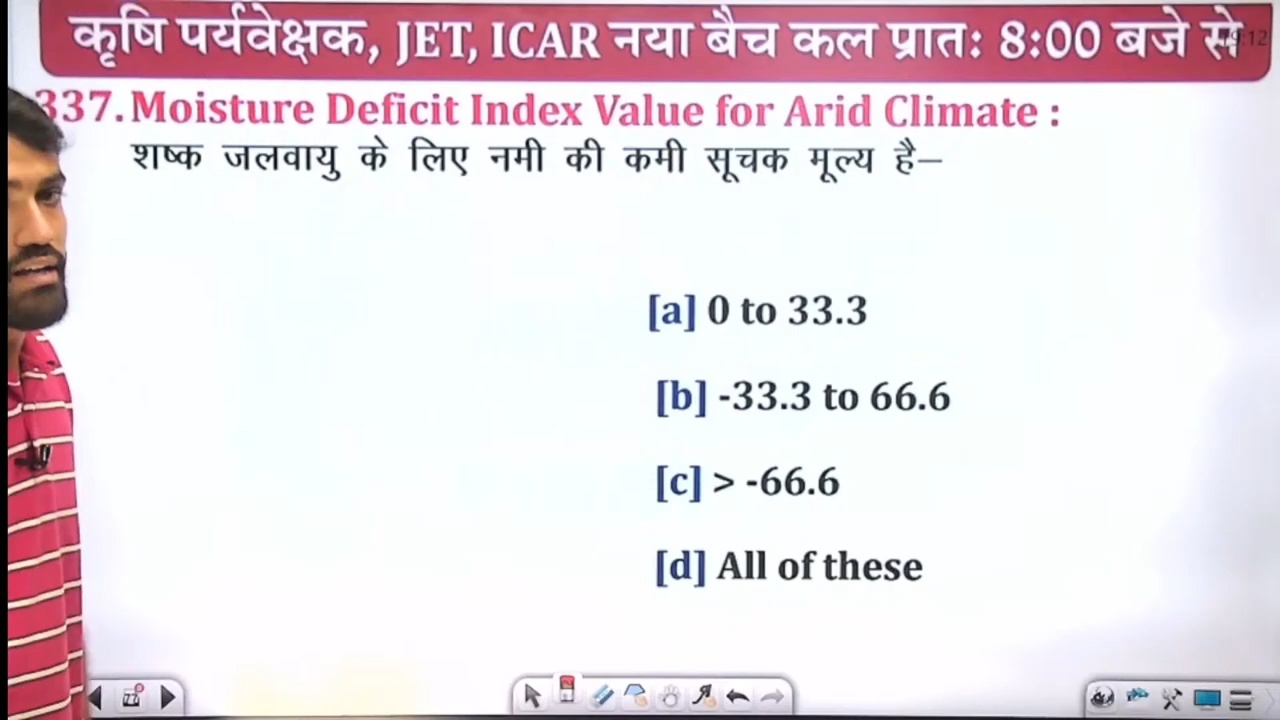 कृषि पर्यवेक्षक, JET, ICAR नया बैच कल प्रातः 8:00 बजे से
337. Moisture Deficit Index Value for Arid Climate :
शष्क जलवायु के लिए नमी की कमी सूचक मूल्य है–
[a] 0 to 33.3
[b] -33.3 to 66.6
[c] > -66.6
[d] All of these